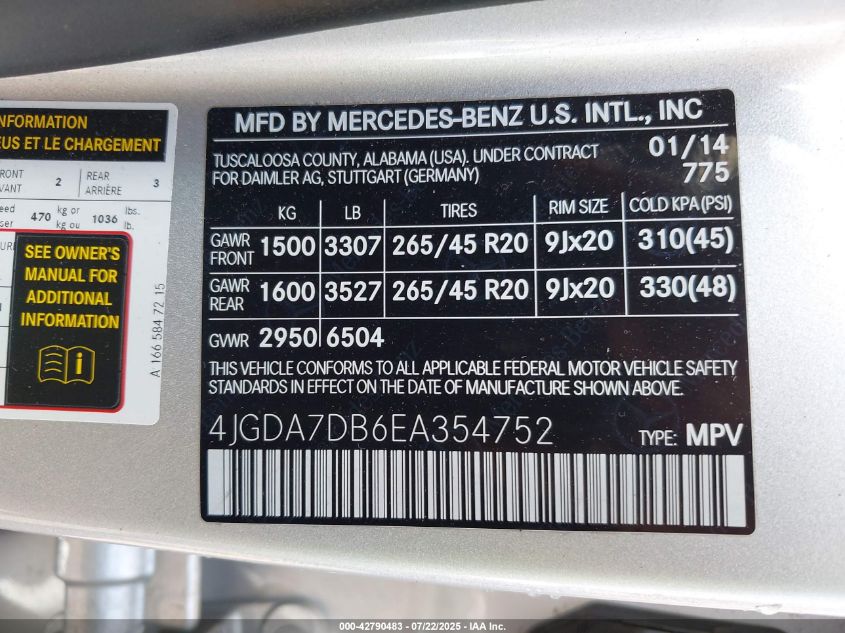 NFORMATION
EUS ET LE CHARGEMENT
RONT
VANT
2
REAR
ARRIÈRE
3
eed
ser
470
kg or
kg ou
1036
lbs.
lb.
SEE OWNER'S
MANUAL FOR
ADDITIONAL
INFORMATION
i
A 166 584 72 15
MFD BY MERCEDES-BENZ U.S. INTL., INC
TUSCALOOSA COUNTY, ALABAMA (USA). UNDER CONTRACT
FOR DAIMLER AG, STUTTGART (GERMANY)
01/14
775
KG LB TIRES RIM SIZE COLD KPA(PSI)
GAWR
FRONT 1500 3307 265/45 R20 9Jx20 310(45)
GAWR
REAR 1600 3527 265/45 R20 9Jx20 330(48)
GVWR 2950 6504
THIS VEHICLE CONFORMS TO ALL APPLICABLE FEDERAL MOTOR VEHICLE SAFETY
STANDARDS IN EFFECT ON THE DATE OF MANUFACTURE SHOWN ABOVE.
4JGDA7DB6EA354752
TYPE: MPV
000-42790483 - 07/22/2025 - IAA Inc.